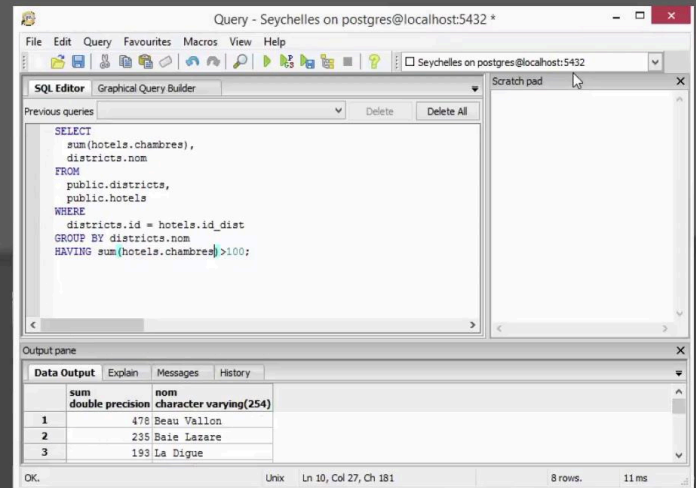 Query - Seychelles on postgres@localhost:5432 *
File Edit Query Favourites Macros View Help
Seychelles on postgres@localhost:5432
SQL Editor Graphical Query Builder
Scratch pad
Previous queries Delete Delete All
SELECT
sum(hotels.chambres),
districts.nom
FROM
public.districts,
public.hotels
WHERE
districts.id = hotels.id_dist
GROUP BY districts.nom
HAVING sum(hotels.chambres)>100;
Output pane
Data Output Explain Messages History
sum nom
double precision character varying(254)
1 478 Beau Vallon
2 235 Baie Lazare
3 193 La Digue
OK. Unix Ln 10, Col 27, Ch 181 8 rows. 11 ms